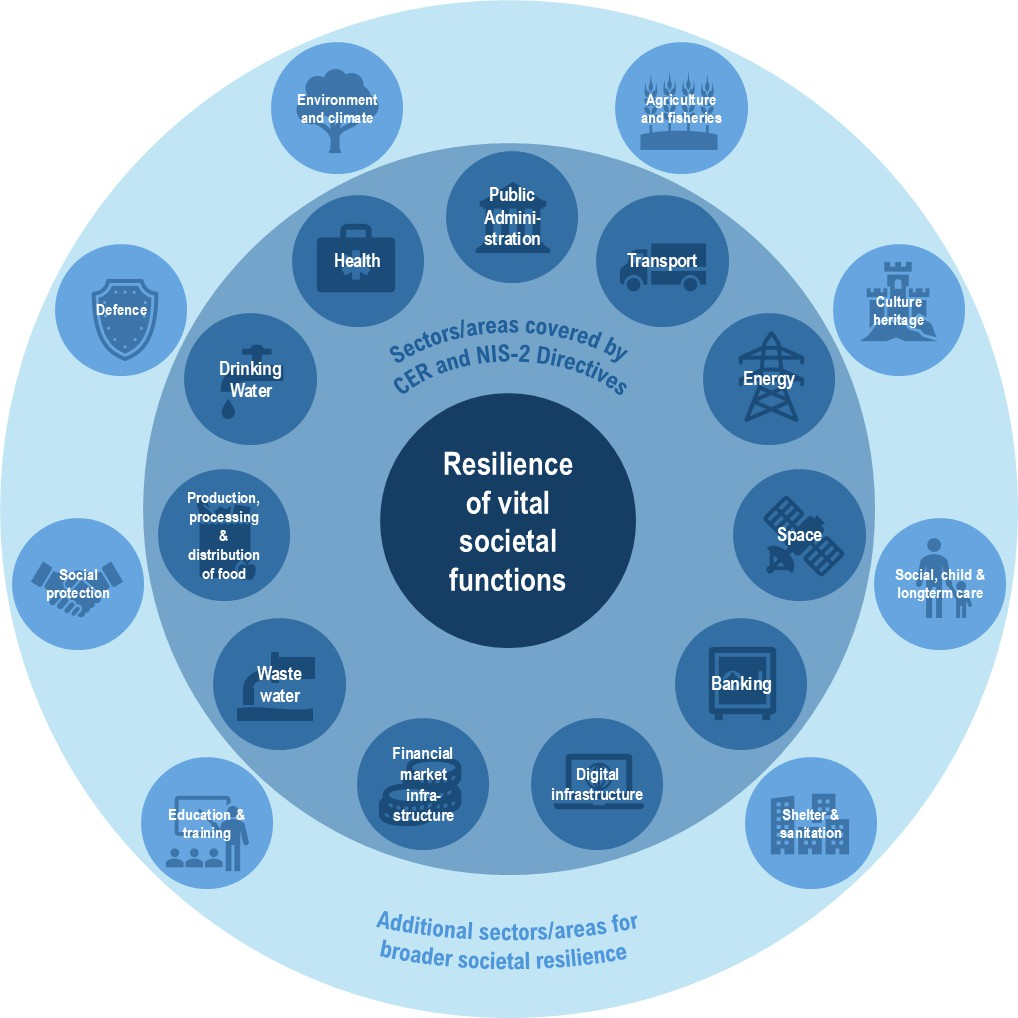 Environment
and climate
Agriculture
and fisheries
Public
Admini-
stration
Health
Transport
Defence
Culture
heritage
Sectors/areas covered by
CER and NIS-2 Directives
Drinking
Water
Energy
Resilience
of vital
societal
functions
Production,
processing
&
distribution
of food
Space
Social
protection
Social, child &
longterm care
Waste
water
Banking
Financial
market
infra-
structure
Digital
infrastructure
Education &
training
Shelter &
sanitation
Additional sectors/areas for
broader societal resilience